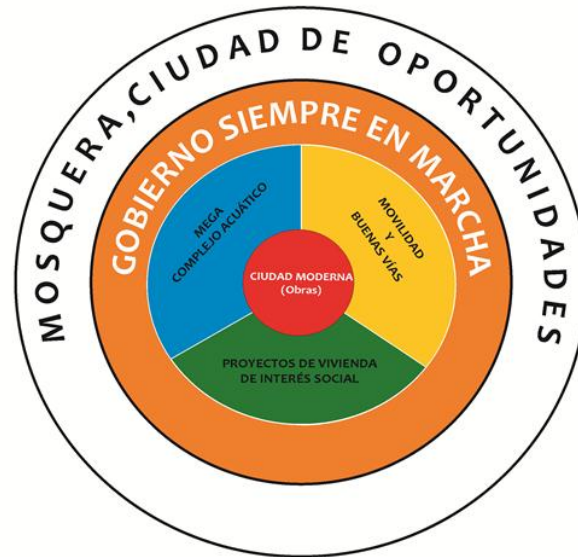 MOSQUERA, CIUDAD DE OPORTUNIDADES
GOBIERNO SIEMPRE EN MARCHA
MEGA
COMPLEJO ACUÁTICO
MOVILIDAD
Y
BUENAS VÍAS
CIUDAD MODERNA
(Obras)
PROYECTOS DE VIVIENDA
DE INTERÉS SOCIAL